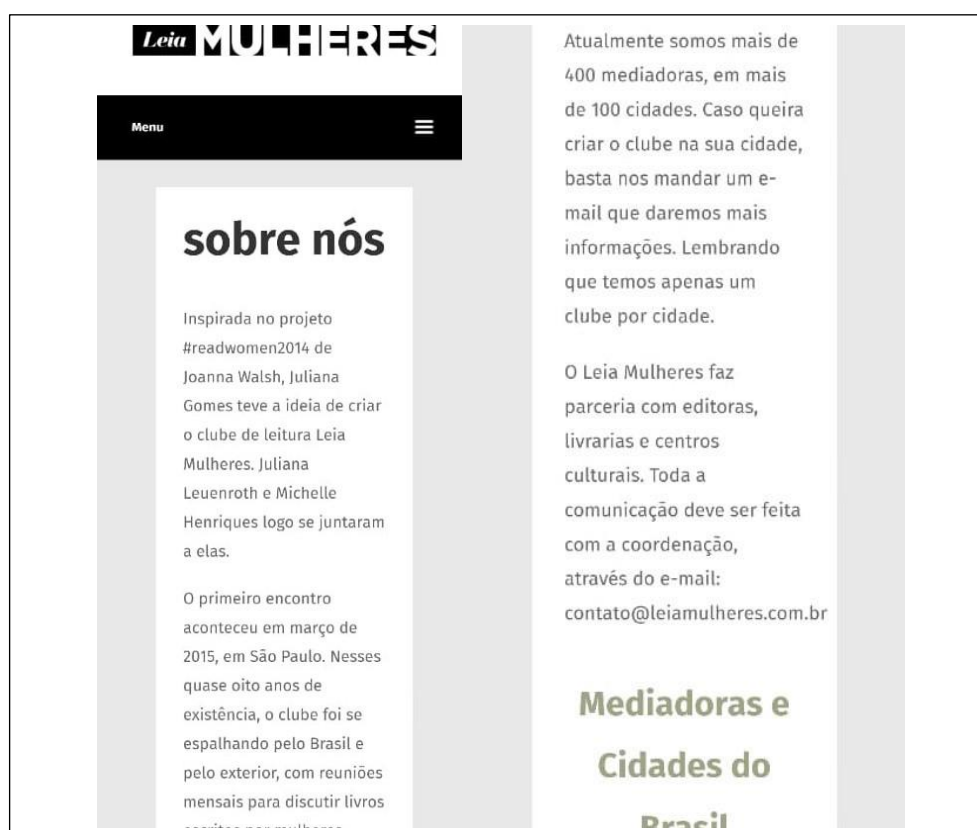 Leia MULHERES
Menu
sobre nós
Inspirada no projeto
#readwomen2014 de
Joanna Walsh, Juliana
Gomes teve a ideia de criar
o clube de leitura Leia
Mulheres. Juliana
Leuenroth e Michelle
Henriques logo se juntaram
a elas.
O primeiro encontro
aconteceu em março de
2015, em São Paulo. Nesses
quase oito anos de
existência, o clube foi se
espalhando pelo Brasil e
pelo exterior, com reuniões
mensais para discutir livros
escritos por mulheres
Atualmente somos mais de
400 mediadoras, em mais
de 100 cidades. Caso queira
criar o clube na sua cidade,
basta nos mandar um e-
mail que daremos mais
informações. Lembrando
que temos apenas um
clube por cidade.
O Leia Mulheres faz
parceria com editoras,
livrarias e centros
culturais. Toda a
comunicação deve ser feita
com a coordenação,
através do e-mail:
contato@leiamulheres.com.br
Mediadoras e
Cidades do
Brasil